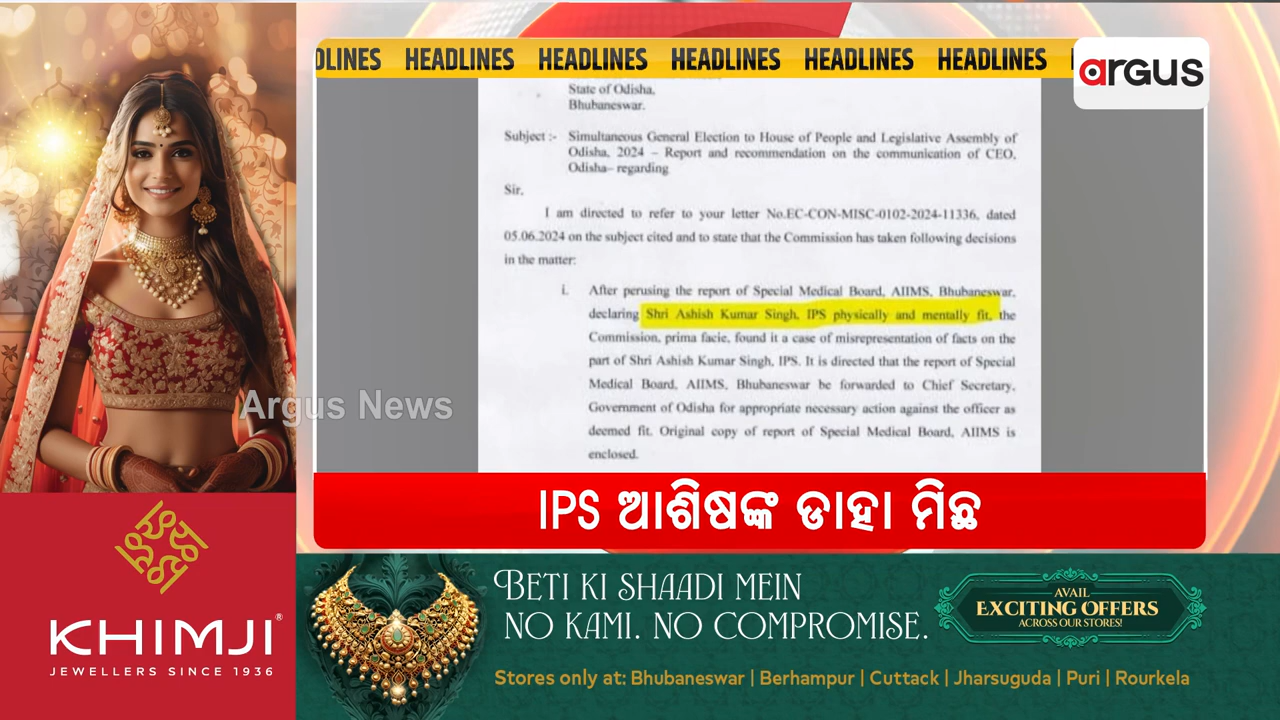 DLINES HEADLINES HEADLINES HEADLINES HEADLINES HEADLINES
argus
State of Odisha,
Bhubaneswar.
Subject :- Simultaneous General Election to House of People and Legislative Assembly of
Odisha, 2024 – Report and recommendation on the communication of CEO,
Odisha– regarding
Sir,
I am directed to refer to your letter No.EC-CON-MISC-0102-2024-11336, dated
05.06.2024 on the subject cited and to state that the Commission has taken following decisions
in the matter:
i. After perusing the report of Special Medical Board, AIIMS, Bhubaneswar,
declaring Shri Ashish Kumar Singh, IPS physically and mentally fit, the
Commission, prima facie, found it a case of misrepresentation of facts on the
part of Shri Ashish Kumar Singh, IPS. It is directed that the report of Special
Medical Board, AIIMS, Bhubaneswar be forwarded to Chief Secretary,
Government of Odisha for appropriate necessary action against the officer as
deemed fit. Original copy of report of Special Medical Board, AIIMS is
enclosed.
Argus News
IPS ଆଶିଷଙ୍କ ଡାହା ମିଛ
KHIMJI®
JEWELLERS SINCE 1936
BETI KI SHAADI MEIN
NO KAMI. NO COMPROMISE.
AVAIL
EXCITING OFFERS
ACROSS OUR STORES!
Stores only at: Bhubaneswar | Berhampur | Cuttack | Jharsuguda | Puri | Rourkela